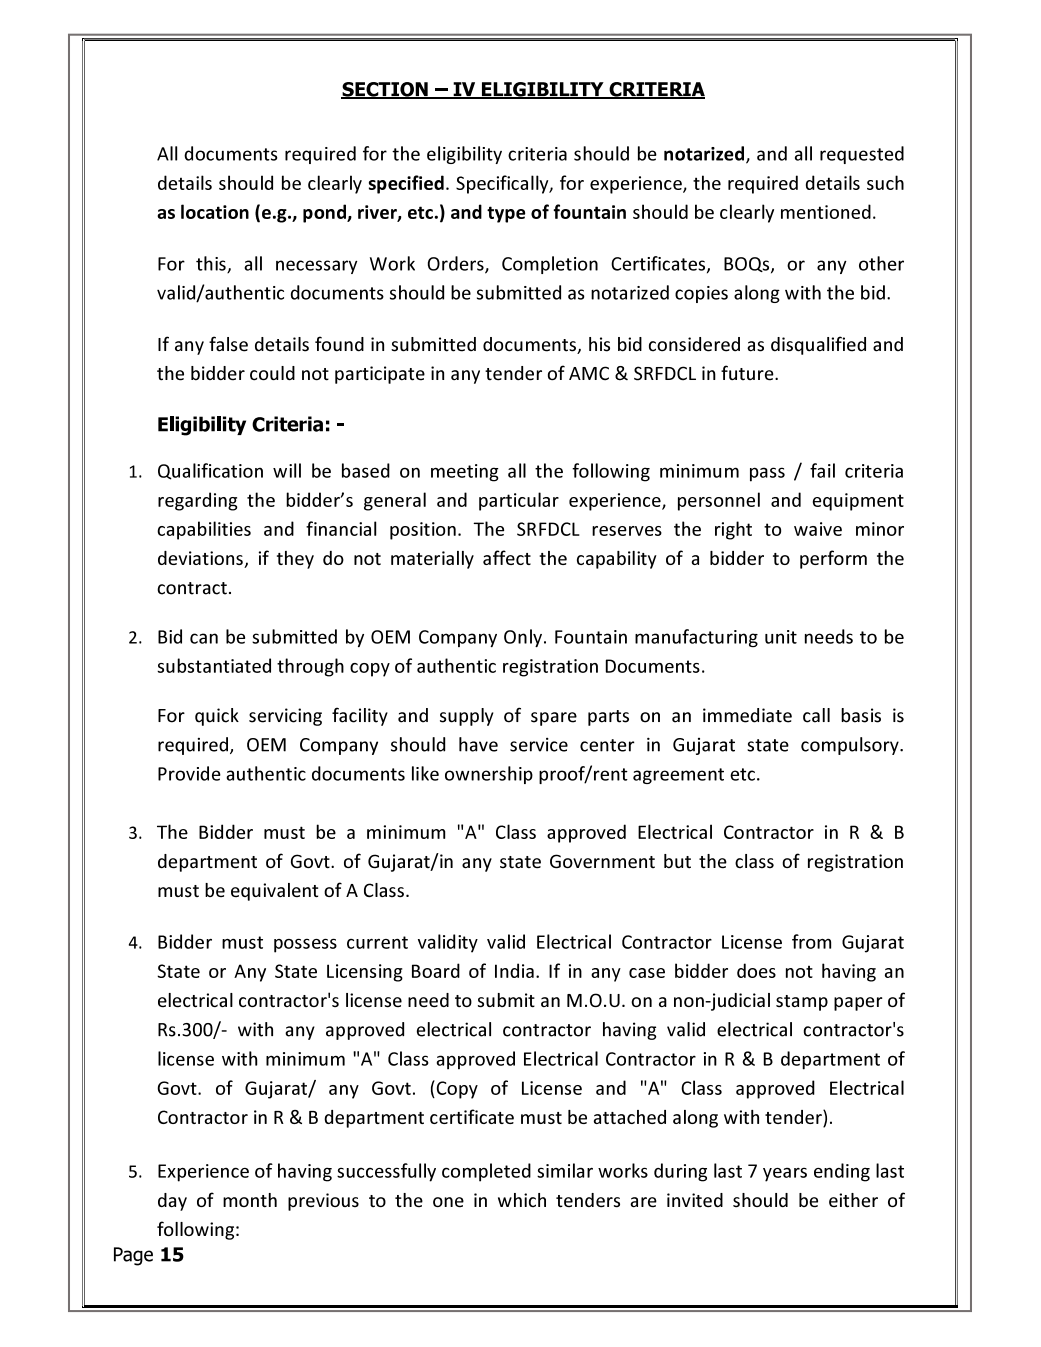 SECTION – IV ELIGIBILITY CRITERIA
All documents required for the eligibility criteria should be notarized, and all requested
details should be clearly specified. Specifically, for experience, the required details such
as location (e.g., pond, river, etc.) and type of fountain should be clearly mentioned.
For this, all necessary Work Orders, Completion Certificates, BOQs, or any other
valid/authentic documents should be submitted as notarized copies along with the bid.
If any false details found in submitted documents, his bid considered as disqualified and
the bidder could not participate in any tender of AMC & SRFDCL in future.
Eligibility Criteria: -
1. Qualification will be based on meeting all the following minimum pass / fail criteria
regarding the bidder’s general and particular experience, personnel and equipment
capabilities and financial position. The SRFDCL reserves the right to waive minor
deviations, if they do not materially affect the capability of a bidder to perform the
contract.
2. Bid can be submitted by OEM Company Only. Fountain manufacturing unit needs to be
substantiated through copy of authentic registration Documents.
For quick servicing facility and supply of spare parts on an immediate call basis is
required, OEM Company should have service center in Gujarat state compulsory.
Provide authentic documents like ownership proof/rent agreement etc.
3. The Bidder must be a minimum "A" Class approved Electrical Contractor in R & B
department of Govt. of Gujarat/in any state Government but the class of registration
must be equivalent of A Class.
4. Bidder must possess current validity valid Electrical Contractor License from Gujarat
State or Any State Licensing Board of India. If in any case bidder does not having an
electrical contractor's license need to submit an M.O.U. on a non-judicial stamp paper of
Rs.300/- with any approved electrical contractor having valid electrical contractor's
license with minimum "A" Class approved Electrical Contractor in R & B department of
Govt. of Gujarat/ any Govt. (Copy of License and "A" Class approved Electrical
Contractor in R & B department certificate must be attached along with tender).
5. Experience of having successfully completed similar works during last 7 years ending last
day of month previous to the one in which tenders are invited should be either of
following:
Page 15